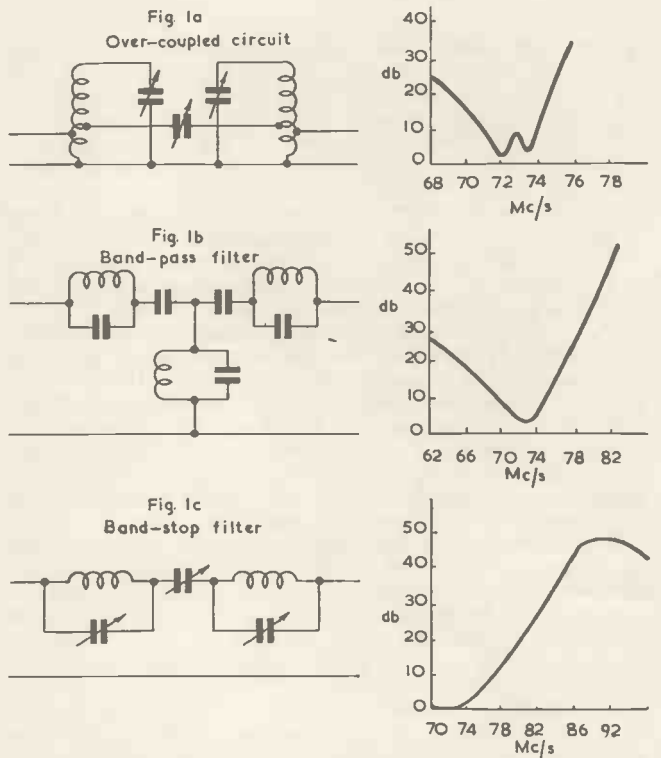 Fig. 1a
Over-coupled circuit
40
db
30
20
10
0
68 70 72 74 76 78
Mc/s
Fig. 1b
Band-pass filter
50
40
db
30
20
10
0
62 66 70 74 78 82
Mc/s
Fig. 1c
Band-stop filter
50
40
30
db
20
10
0
70 74 78 82 86 92
Mc/s